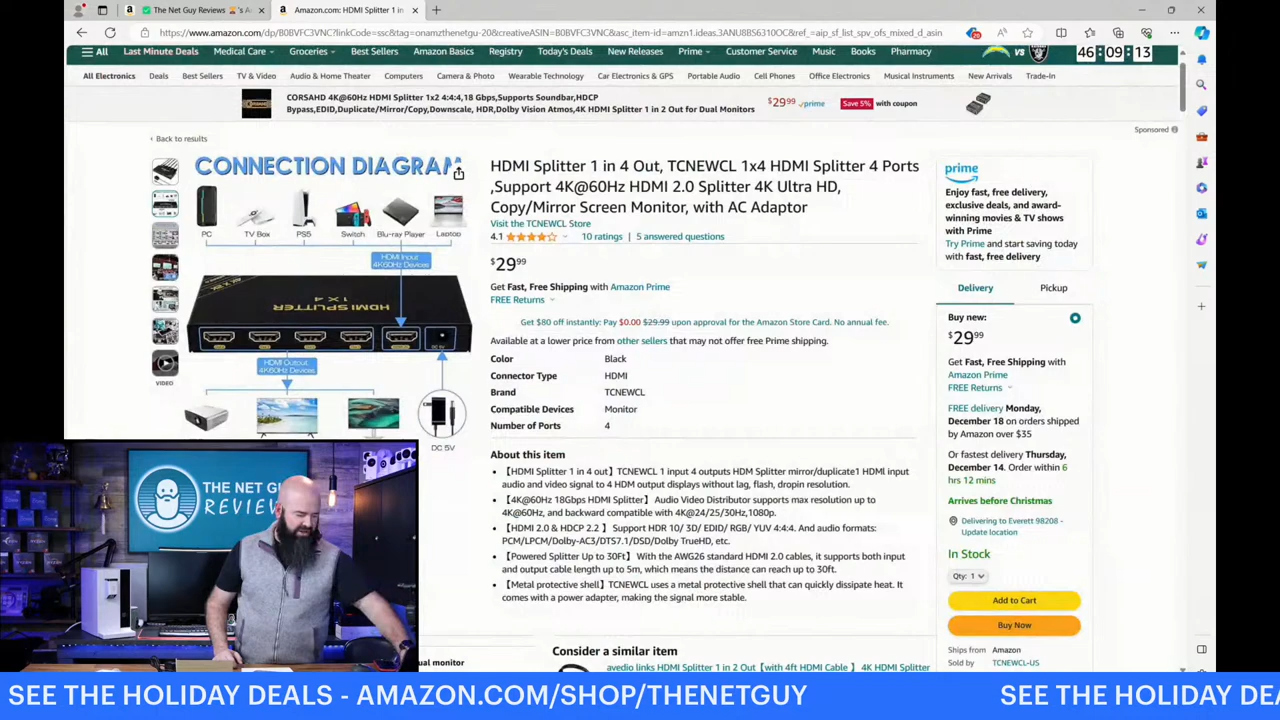 The Net Guy Reviews
Amazon.com: HDMI Splitter 1 in
https://www.amazon.com/dp/B0BVFC3VNC?linkCode=ssc&tag=onamzthenetgu-20&creativeASIN=B0BVFC3VNC&asc_item-id=amzn1.ideas.3ANU8BS6310OC&ref_=aip_sf_list_spv_ofs_mixed_d_asin
All Last Minute Deals Medical Care Groceries Best Sellers Amazon Basics Registry Today's Deals New Releases Prime Customer Service Music Books Pharmacy VS 46:09:13
All Electronics Deals Best Sellers TV & Video Audio & Home Theater Computers Camera & Photo Wearable Technology Car Electronics & GPS Portable Audio Cell Phones Office Electronics Musical Instruments New Arrivals Trade-In
CORSAHD 4K@60Hz HDMI Splitter 1x2 4:4:4,18 Gbps,Supports Soundbar,HDCP
Bypass,EDID,Duplicate/Mirror/Copy,Downscale, HDR,Dolby Vision Atmos,4K HDMI Splitter 1 in 2 Out for Dual Monitors
$2999 prime Save 5% with coupon
Sponsored
‹ Back to results
CONNECTION DIAGRAM
PC TV Box PS5 Switch Blu-ray Player Laptop
HDMI Input
4K60Hz Devices
HDMI SPLITTER
1 X 4
DC 5V
HDMI Output
4K60Hz Devices
DC 5V
VIDEO
HDMI Splitter 1 in 4 Out, TCNEWCL 1x4 HDMI Splitter 4 Ports
,Support 4K@60Hz HDMI 2.0 Splitter 4K Ultra HD,
Copy/Mirror Screen Monitor, with AC Adaptor
Visit the TCNEWCL Store
4.1 10 ratings | 5 answered questions
$2999
Get Fast, Free Shipping with Amazon Prime
FREE Returns
Get $80 off instantly: Pay $0.00 $29.99 upon approval for the Amazon Store Card. No annual fee.
Available at a lower price from other sellers that may not offer free Prime shipping.
Color Black
Connector Type HDMI
Brand TCNEWCL
Compatible Devices Monitor
Number of Ports 4
About this item
• 【HDMI Splitter 1 in 4 out】TCNEWCL 1 input 4 outputs HDM Splitter mirror/duplicate1 HDMI input
audio and video signal to 4 HDM output displays without lag, flash, dropin resolution.
• 【4K@60Hz 18Gbps HDMI Splitter】Audio Video Distributor supports max resolution up to
4K@60Hz, and backward compatible with 4K@24/25/30Hz,1080p.
• 【HDMI 2.0 & HDCP 2.2 】Support HDR 10/ 3D/ EDID/ RGB/ YUV 4:4:4. And audio formats:
PCM/LPCM/Dolby-AC3/DTS7.1/DSD/Dolby TrueHD, etc.
• 【Powered Splitter Up to 30Ft】With the AWG26 standard HDMI 2.0 cables, it supports both input
and output cable length up to 5m, which means the distance can reach up to 30ft.
• 【Metal protective shell】TCNEWCL uses a metal protective shell that can quickly dissipate heat. It
comes with a power adapter, making the signal more stable.
Consider a similar item
avedio links HDMI Splitter 1 in 2 Out【with 4ft HDMI Cable 】4K HDMI Splitter
ual monitor
prime
Enjoy fast, free delivery,
exclusive deals, and award-
winning movies & TV shows
with Prime
Try Prime and start saving today
with fast, free delivery
Delivery Pickup
Buy new:
$2999
Get Fast, Free Shipping with
Amazon Prime
FREE Returns
FREE delivery Monday,
December 18 on orders shipped
by Amazon over $35
Or fastest delivery Thursday,
December 14. Order within 6
hrs 12 mins
Arrives before Christmas
Delivering to Everett 98208 -
Update location
In Stock
Qty: 1
Add to Cart
Buy Now
Ships from Amazon
Sold by TCNEWCL-US
THE NET GUY
REVIEW
SEE THE HOLIDAY DEALS - AMAZON.COM/SHOP/THENETGUY SEE THE HOLIDAY DEA